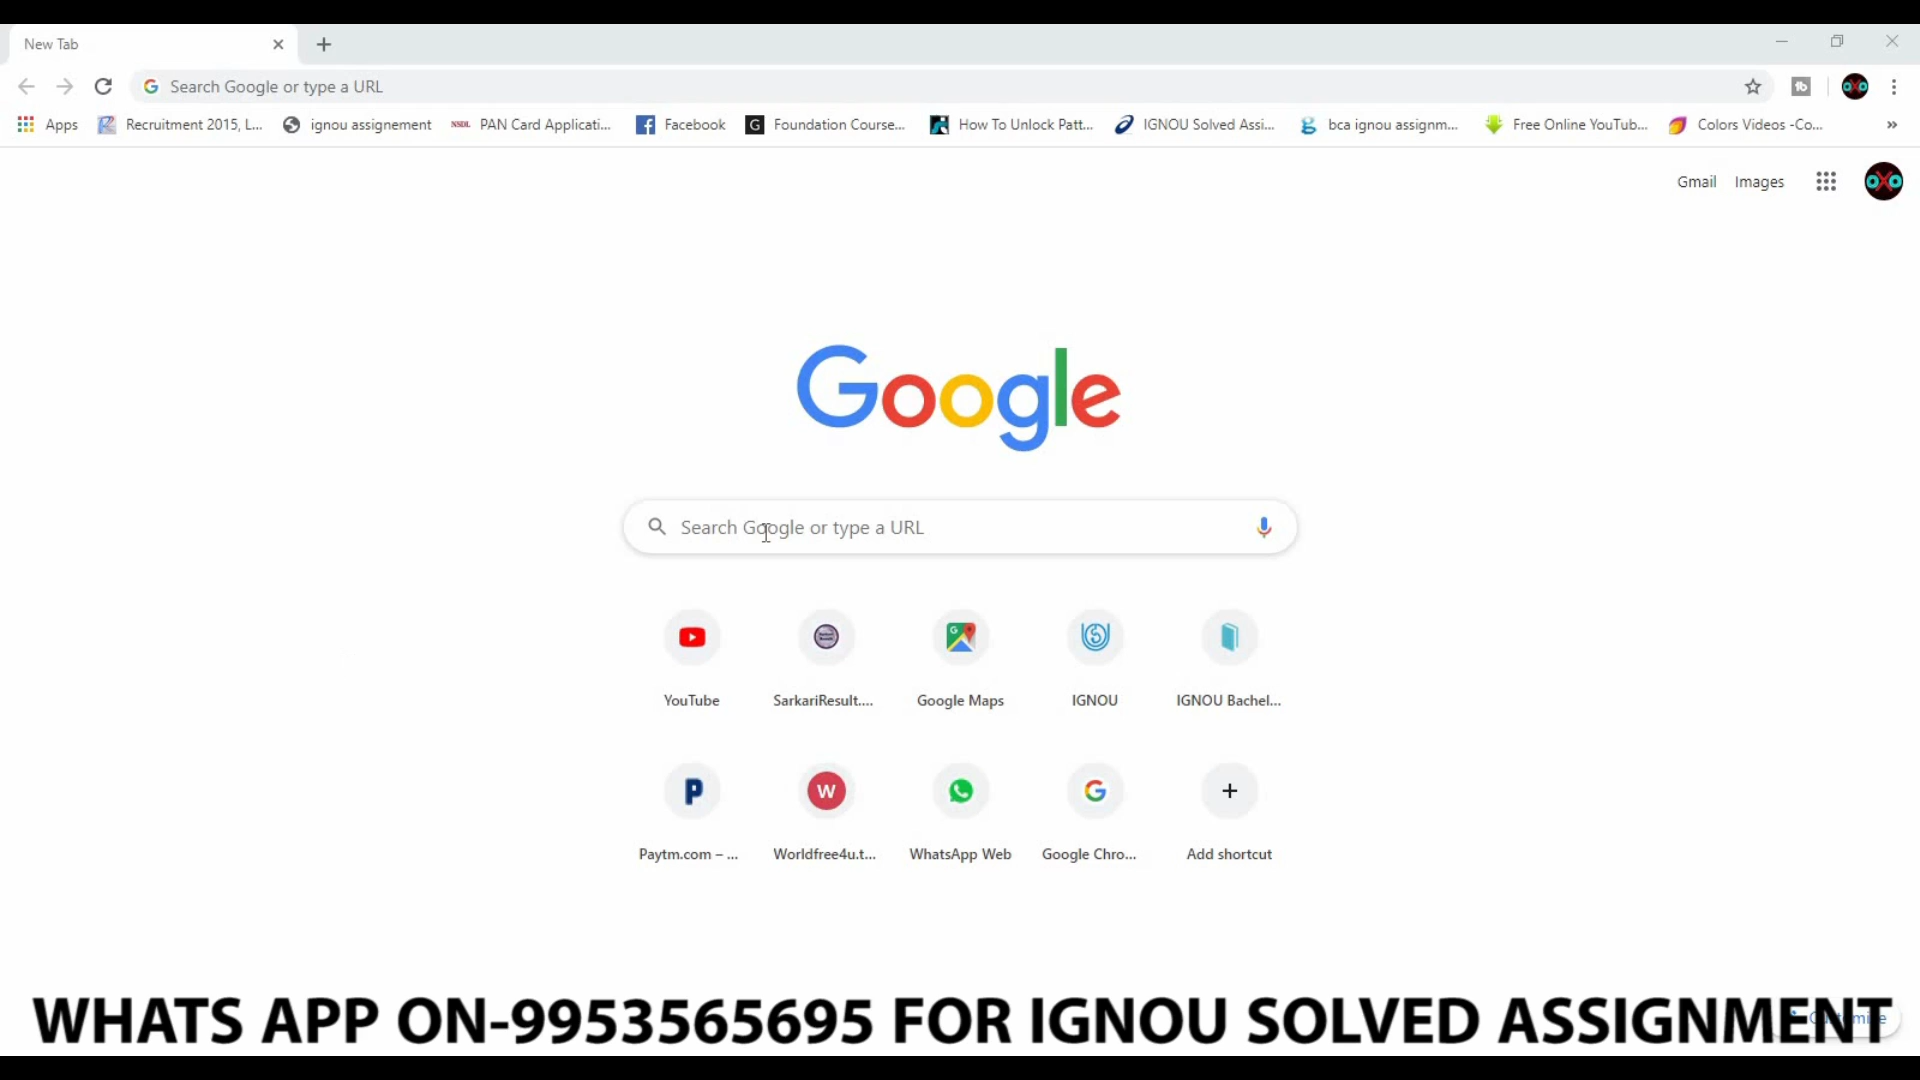 New Tab
Search Google or type a URL
Apps
Recruitment 2015, L...
ignou assignement
NSDL
PAN Card Applicati...
Facebook
G
Foundation Course...
How To Unlock Patt...
IGNOU Solved Assi...
bca ignou assignm...
Free Online YouTub...
Colors Videos -Co...
»
Gmail
Images
oXo
Google
Search Google or type a URL
YouTube
SarkariResult....
Google Maps
IGNOU
IGNOU Bachel...
P
W
Paytm.com – ...
Worldfree4u.t...
WhatsApp Web
Google Chro...
Add shortcut
Customize
WHATS APP ON-9953565695 FOR IGNOU SOLVED ASSIGNMENT